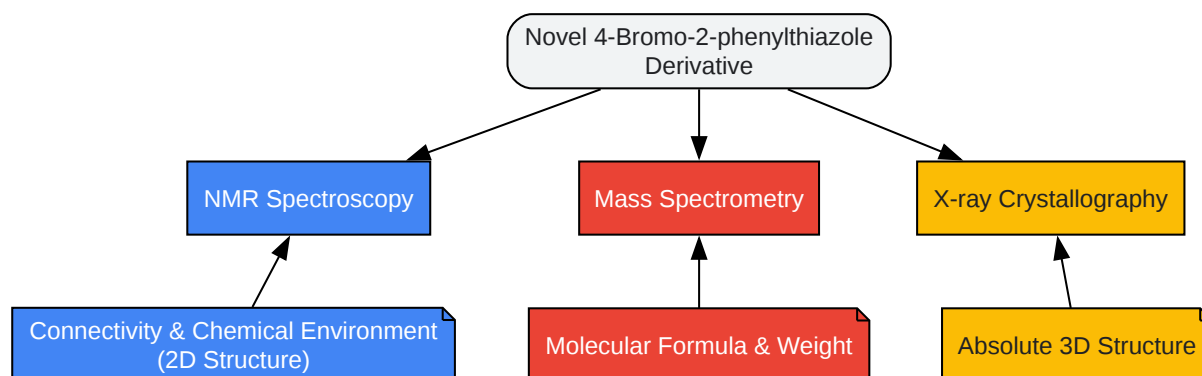 Novel 4-Bromo-2-phenylthiazole
Derivative
NMR Spectroscopy
Mass Spectrometry
X-ray Crystallography
Connectivity & Chemical Environment
(2D Structure)
Molecular Formula & Weight
Absolute 3D Structure